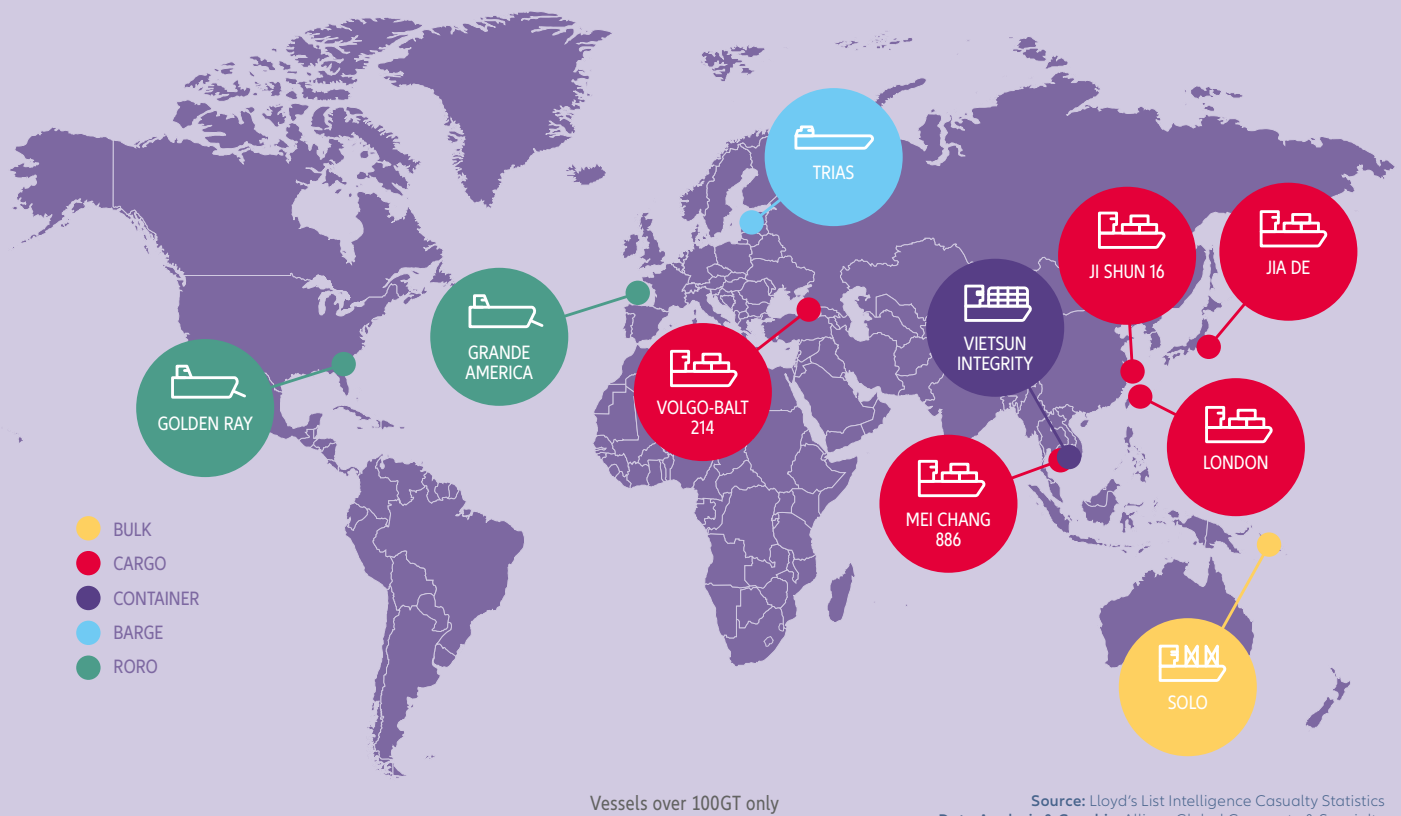 TRIAS
JI SHUN 16
JIA DE
GRANDE
AMERICA
VIETSUN
INTEGRITY
GOLDEN RAY
VOLGO-BALT
214
LONDON
MEI CHANG
886
SOLO
BULK
CARGO
CONTAINER
BARGE
RORO
Vessels over 100GT only
Source: Lloyd's List Intelligence Casualty Statistics